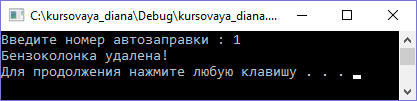 C:\kursovaya_diana\Debug\kursovaya_diana....
Введите номер автозаправки : 1
Бензоколонка удалена!
Для продолжения нажмите любую клавишу . . .